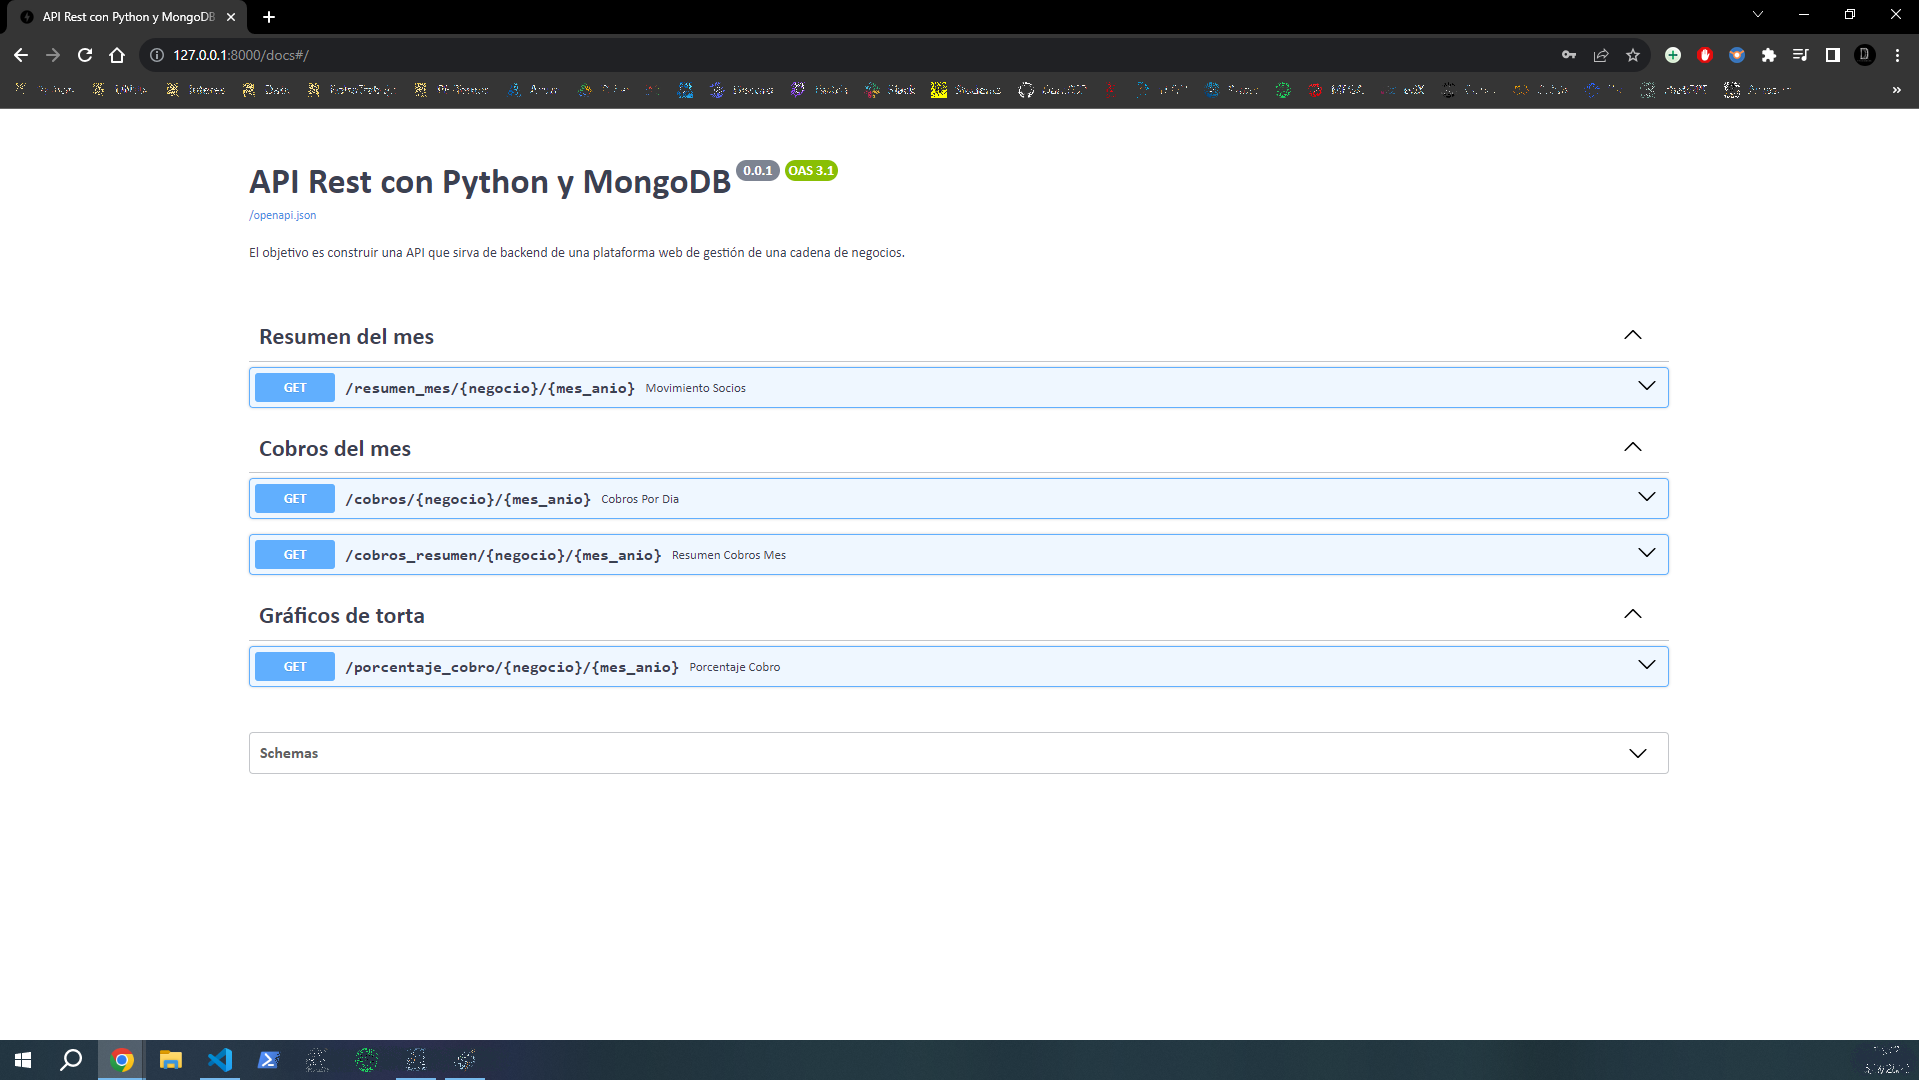 API Rest con Python y MongoDB
127.0.0.1:8000/docs#/
Discord
Slack
API Rest con Python y MongoDB 0.0.1 OAS 3.1
/openapi.json
El objetivo es construir una API que sirva de backend de una plataforma web de gestión de una cadena de negocios.
Resumen del mes
GET /resumen_mes/{negocio}/{mes_anio} Movimiento Socios
Cobros del mes
GET /cobros/{negocio}/{mes_anio} Cobros Por Dia
GET /cobros_resumen/{negocio}/{mes_anio} Resumen Cobros Mes
Gráficos de torta
GET /porcentaje_cobro/{negocio}/{mes_anio} Porcentaje Cobro
Schemas